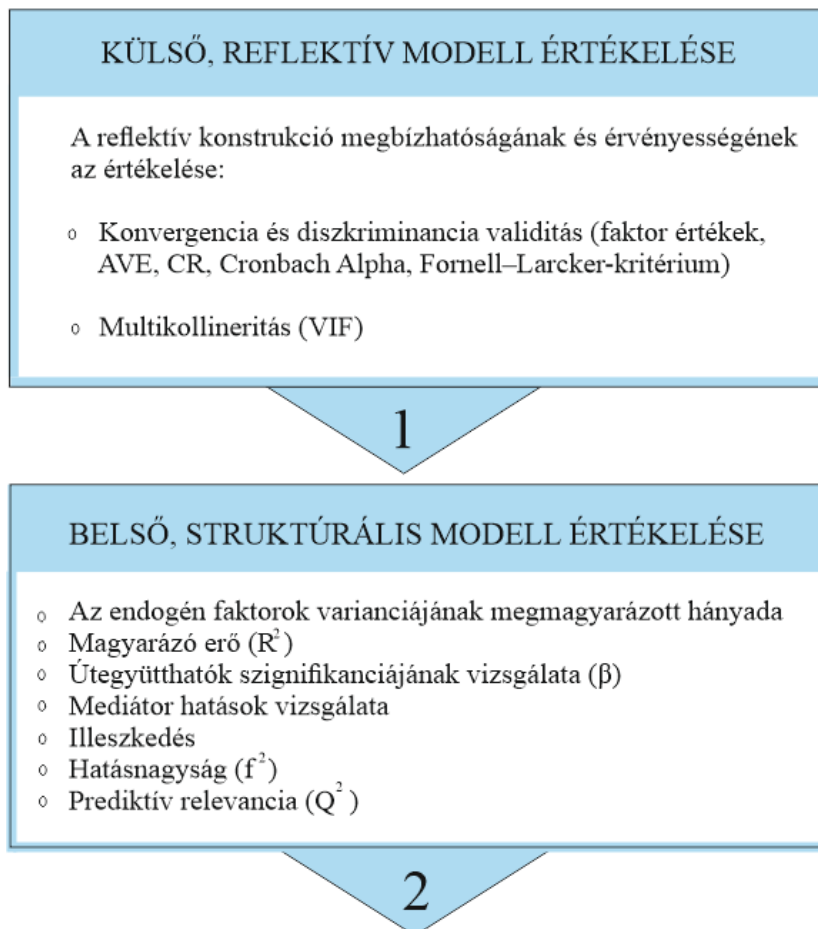 KÜLSŐ, REFLEKTÍV MODELL ÉRTÉKELÉSE
A reflektív konstrukció megbízhatóságának és érvényességének
az értékelése:
o Konvergencia és diszkriminancia validitás (faktor értékek,
AVE, CR, Cronbach Alpha, Fornell–Larcker-kritérium)
o Multikollineritás (VIF)
1
BELSŐ, STRUKTÚRÁLIS MODELL ÉRTÉKELÉSE
o Az endogén faktorok varianciájának megmagyarázott hányada
o Magyarázó erő (R²)
o Útegyütthatók szignifikanciájának vizsgálata (β)
o Mediátor hatások vizsgálata
o Illeszkedés
o Hatásnagyság (f²)
o Prediktív relevancia (Q²)
2